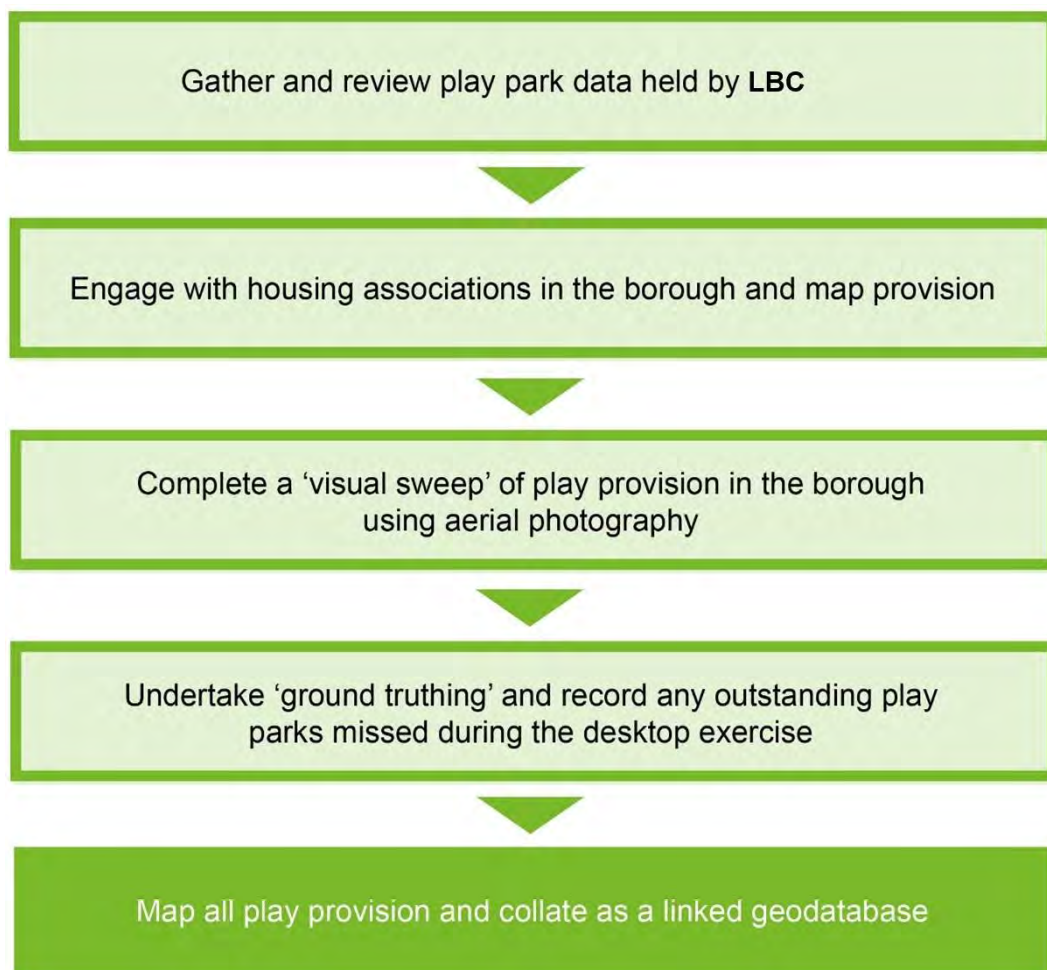 Gather and review play park data held by LBC
Engage with housing associations in the borough and map provision
Complete a ‘visual sweep’ of play provision in the borough
using aerial photography
Undertake ‘ground truthing’ and record any outstanding play
parks missed during the desktop exercise
Map all play provision and collate as a linked geodatabase